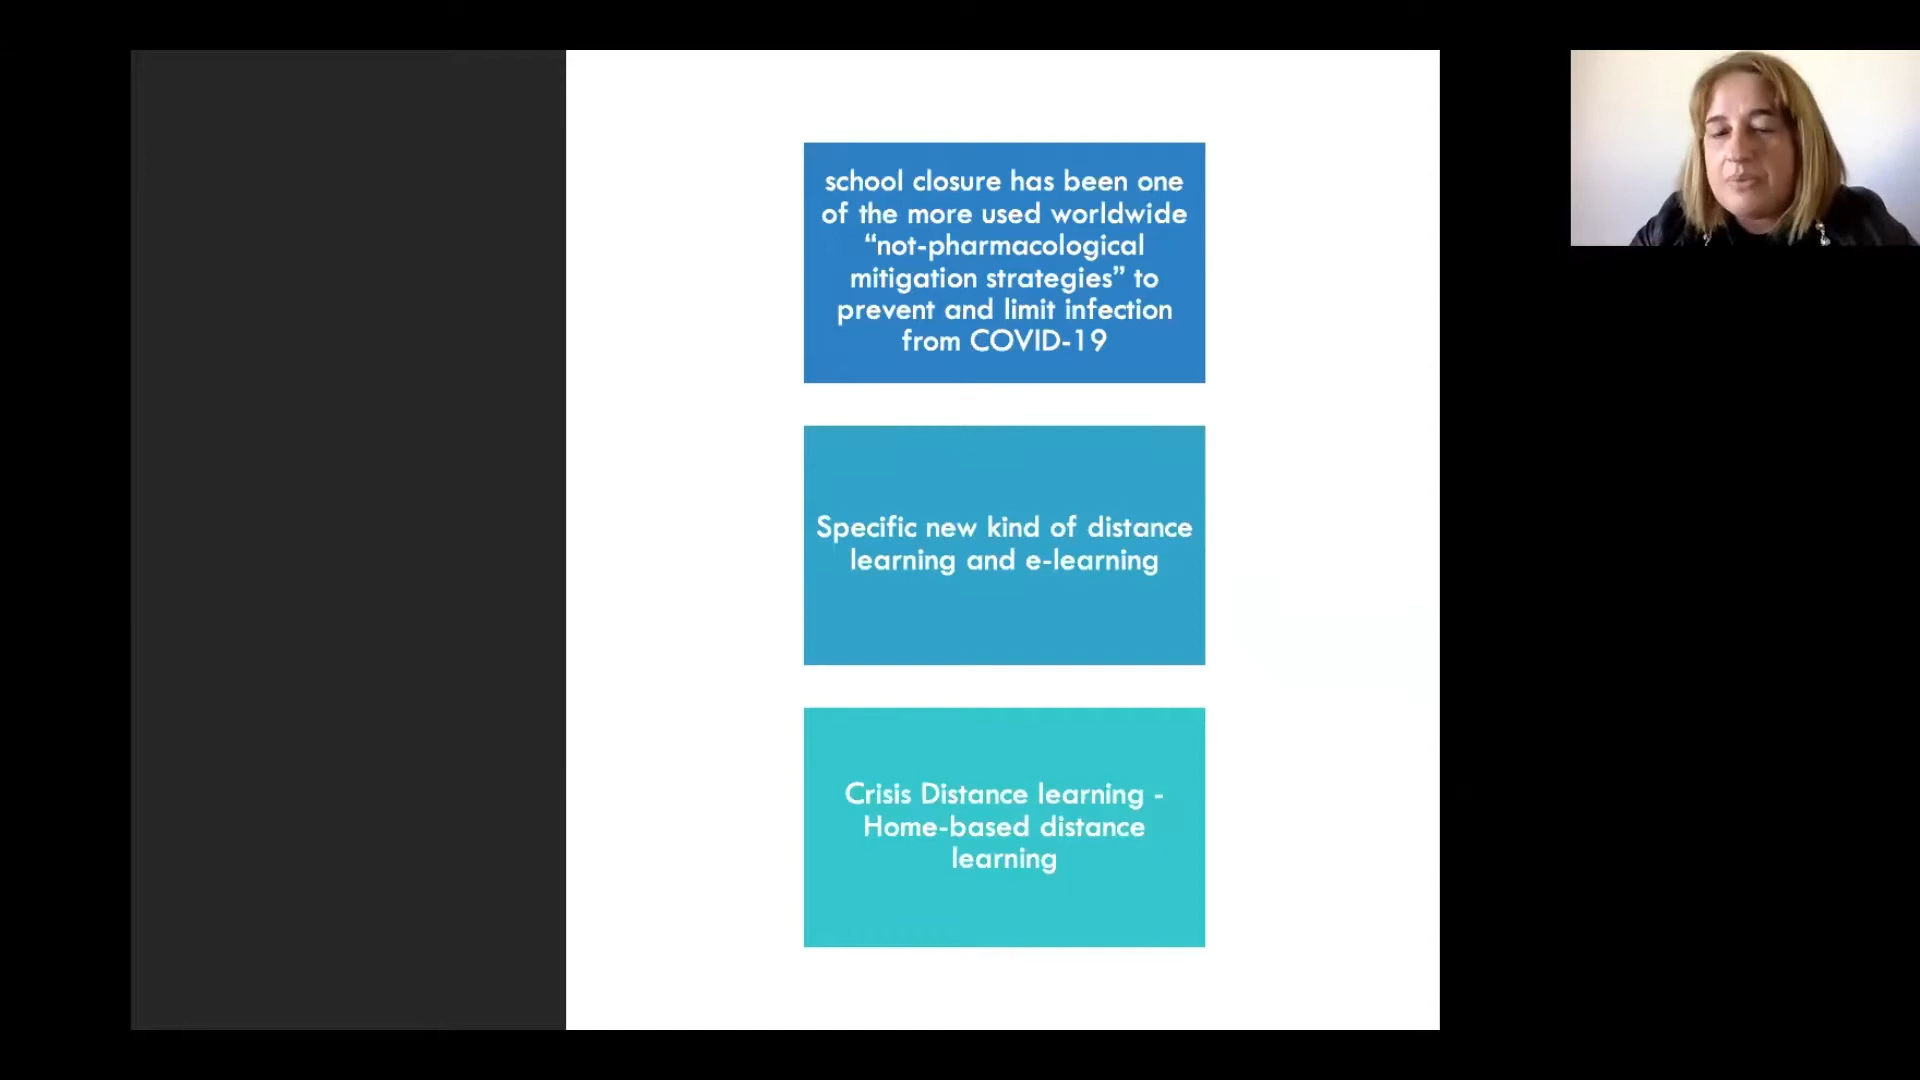 school closure has been one
of the more used worldwide
“not-pharmacological
mitigation strategies” to
prevent and limit infection
from COVID-19
Specific new kind of distance
learning and e-learning
Crisis Distance learning -
Home-based distance
learning